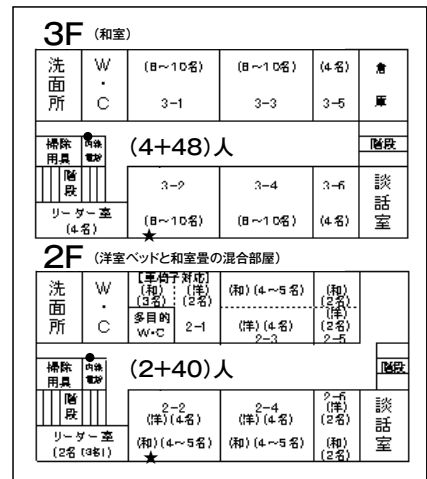 3F (和室)
洗面所
W・C
(8～10名)
3-1
(8～10名)
3-3
(4名)
3-5
倉庫
掃除用具
内線電話
(4+48)人
階段
階段
リーダー室
(4名)
3-2
(8～10名)
★
3-4
(8～10名)
3-6
(4名)
談話室
2F (洋室ベッドと和室畳の混合部屋)
洗面所
W・C
【車椅子対応】
(和)
(3名)
(洋)
(2名)
多目的
W・C
2-1
(和)(4～5名)
(洋)(4名)
2-3
(和)
(2名)
(洋)
(2名)
2-5
掃除用具
内線電話
(2+40)人
階段
階段
リーダー室
(2名
2-2
(洋)(4名)
(和)(4～5名)
★
2-4
(洋)(4名)
(和)(4～5名)
2-6
(洋)
(2名)
(和)
(2名)
談話室